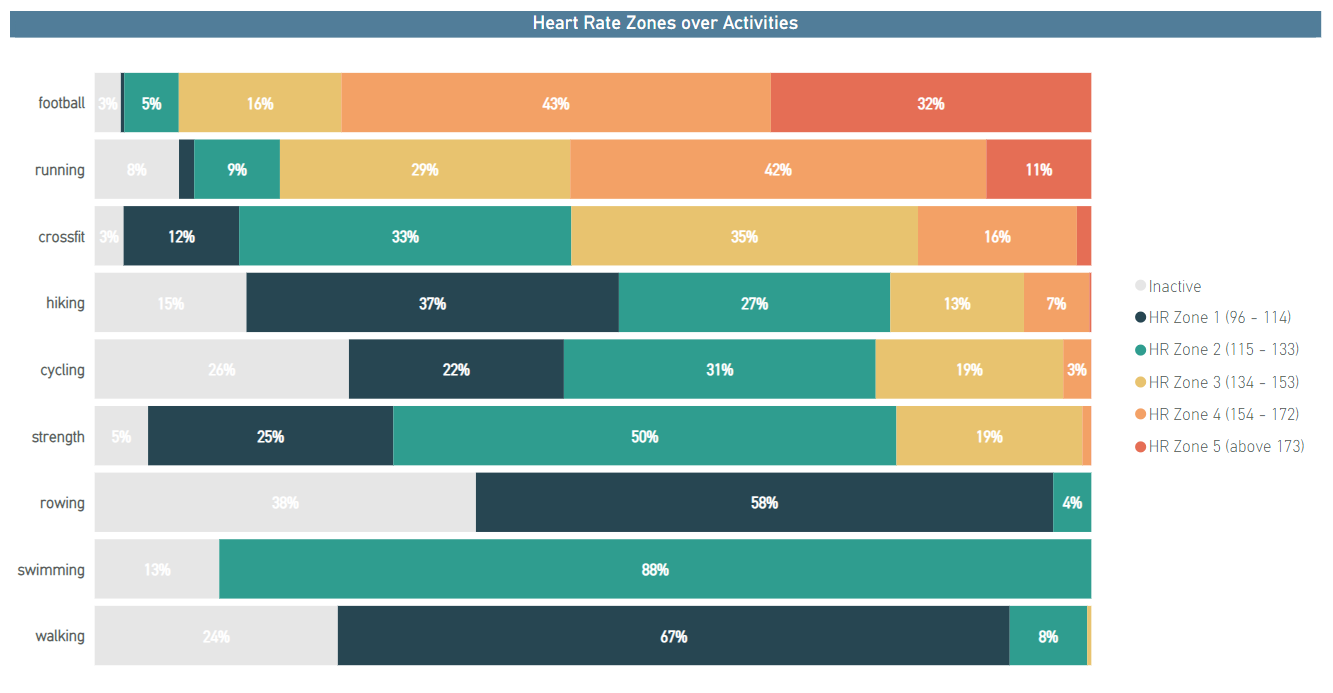 Heart Rate Zones over Activities
football 3% 5% 16% 43% 32%
running 8% 9% 29% 42% 11%
crossfit 3% 12% 33% 35% 16%
hiking 15% 37% 27% 13% 7%
cycling 26% 22% 31% 19% 3%
strength 5% 25% 50% 19%
rowing 38% 58% 4%
swimming 13% 88%
walking 24% 67% 8%
Inactive
HR Zone 1 (96 - 114)
HR Zone 2 (115 - 133)
HR Zone 3 (134 - 153)
HR Zone 4 (154 - 172)
HR Zone 5 (above 173)